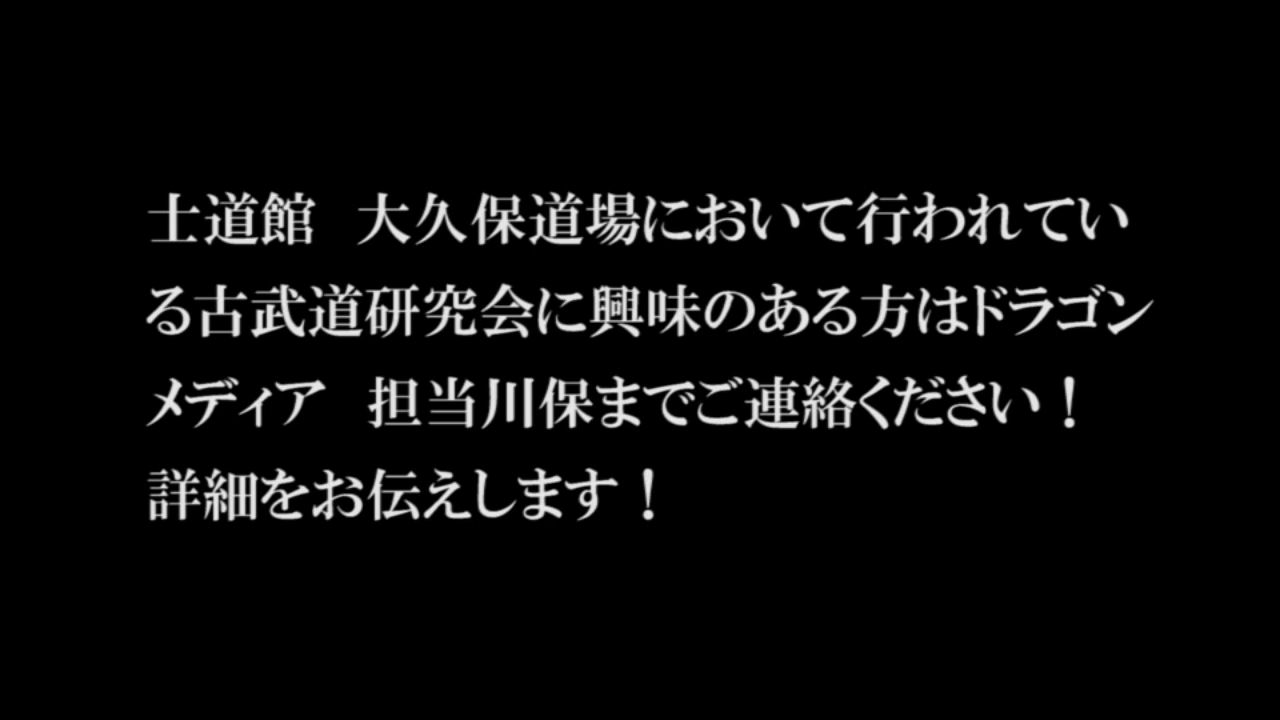 士道館　大久保道場において行われてい
る古武道研究会に興味のある方はドラゴン
メディア　担当川保までご連絡ください！
詳細をお伝えします！